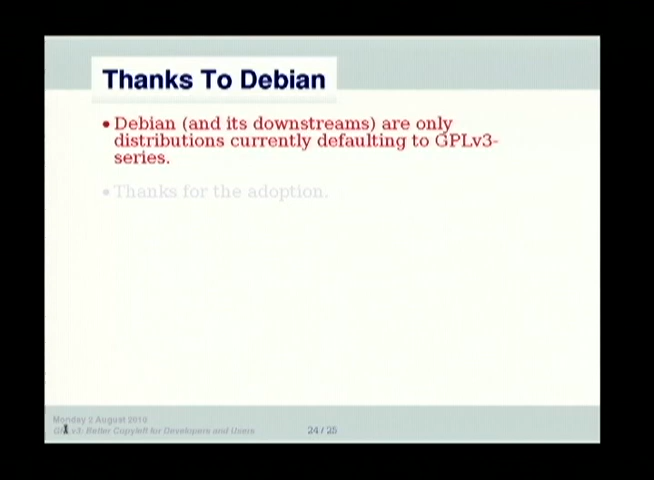 Thanks To Debian
• Debian (and its downstreams) are only
distributions currently defaulting to GPLv3-
series.
• Thanks for the adoption.
Monday 2 August 2010
GPLv3: Better Copyleft for Developers and Users
24 / 25